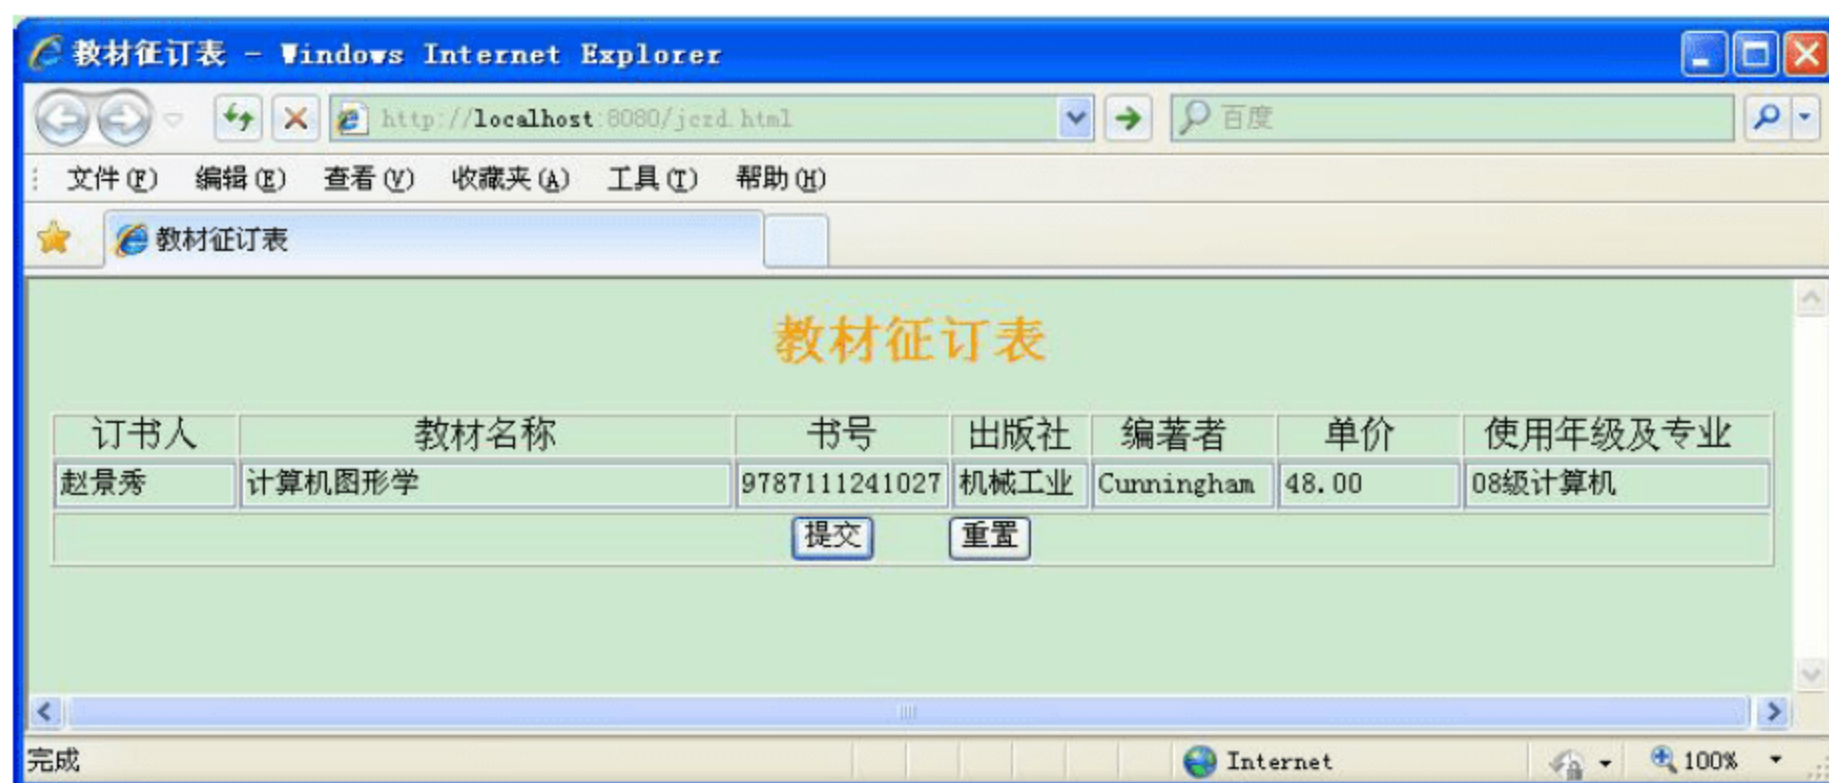 教材征订表 - Windows Internet Explorer
http://localhost:8080/jczd.html 百度
文件(F) 编辑(E) 查看(V) 收藏夹(A) 工具(T) 帮助(H)
教材征订表
教材征订表
订书人 教材名称 书号 出版社 编著者 单价 使用年级及专业
赵景秀 计算机图形学 9787111241027 机械工业 Cunningham 48.00 08级计算机
提交 重置
完成 Internet 100%